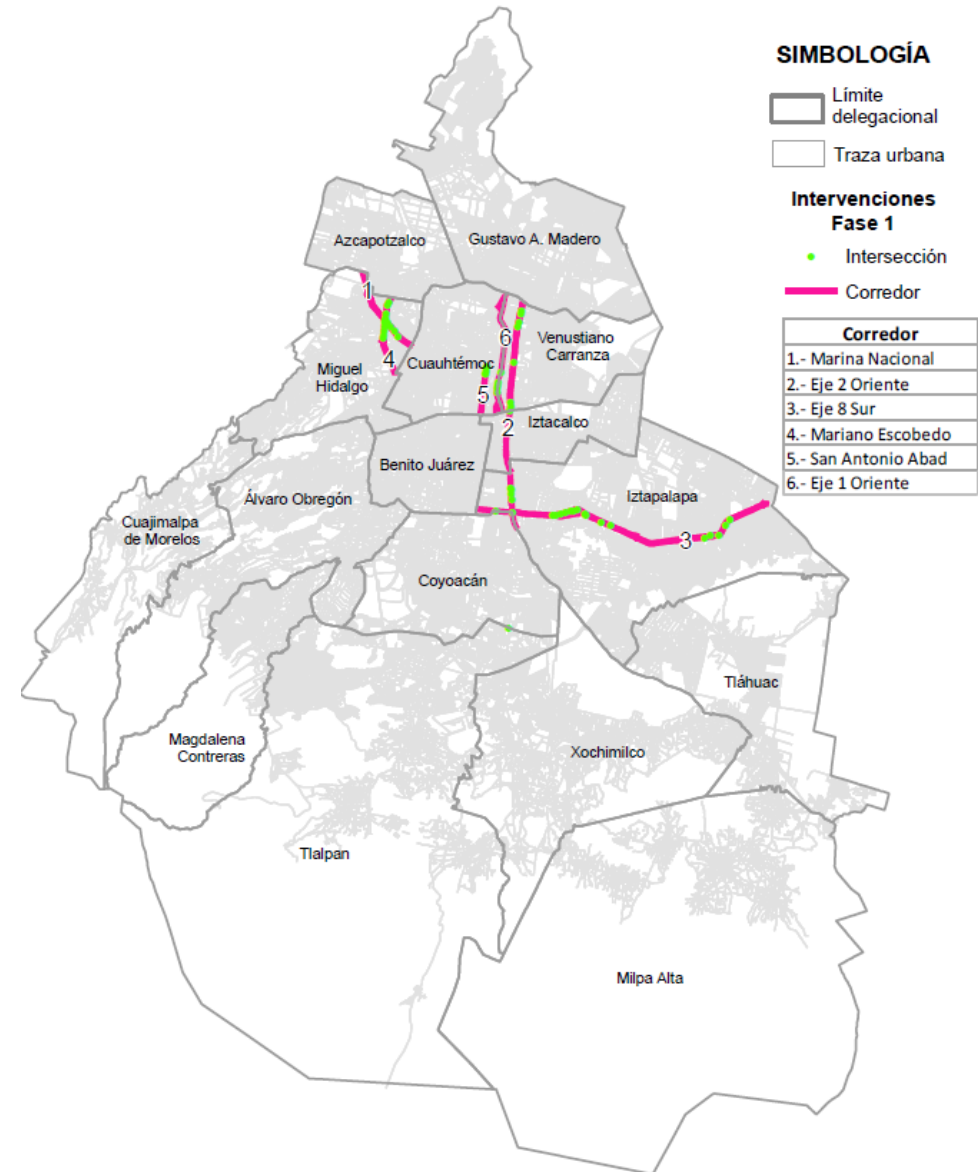 SIMBOLOGÍA
Límite
delegacional
Traza urbana
Intervenciones
Fase 1
Intersección
Corredor
Corredor
1.- Marina Nacional
2.- Eje 2 Oriente
3.- Eje 8 Sur
4.- Mariano Escobedo
5.- San Antonio Abad
6.- Eje 1 Oriente
Azcapotzalco
Gustavo A. Madero
1
6
Venustiano
Carranza
4
Cuauhtémoc
Miguel
Hidalgo
5
2
Iztacalco
Benito Juárez
Iztapalapa
Álvaro Obregón
Cuajimalpa
de Morelos
3
Coyoacán
Tláhuac
Magdalena
Contreras
Xochimilco
Tlalpan
Milpa Alta